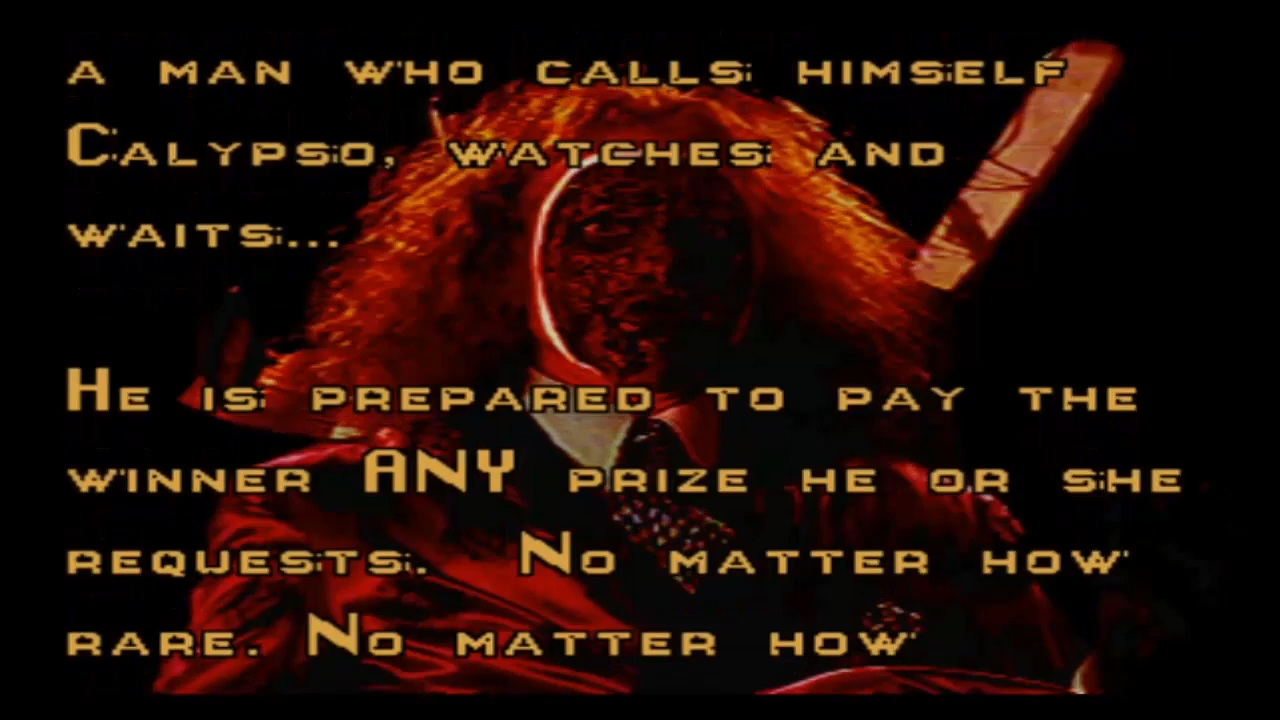 A MAN WHO CALLS HIMSELF
CALYPSO, WATCHES AND
WAITS...
HE IS PREPARED TO PAY THE
WINNER ANY PRIZE HE OR SHE
REQUESTS. NO MATTER HOW
RARE. NO MATTER HOW